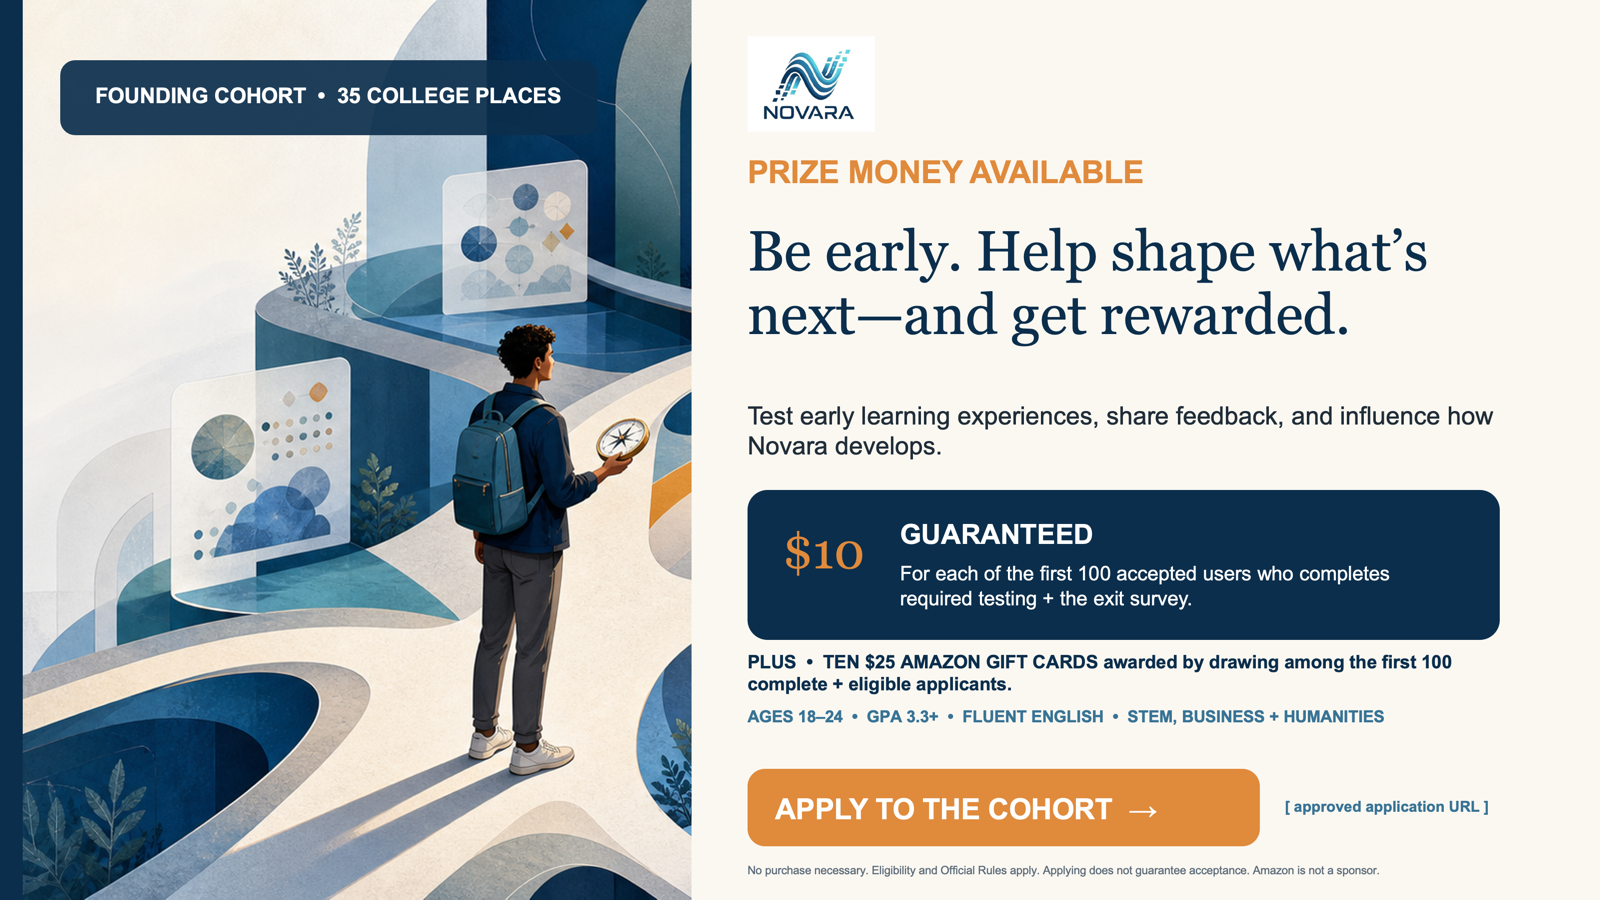 FOUNDING COHORT • 35 COLLEGE PLACES
NOVARA
PRIZE MONEY AVAILABLE
Be early. Help shape what’s
next—and get rewarded.
Test early learning experiences, share feedback, and influence how
Novara develops.
$10
GUARANTEED
For each of the first 100 accepted users who completes
required testing + the exit survey.
PLUS • TEN $25 AMAZON GIFT CARDS awarded by drawing among the first 100
complete + eligible applicants.
AGES 18–24 • GPA 3.3+ • FLUENT ENGLISH • STEM, BUSINESS + HUMANITIES
APPLY TO THE COHORT →
[ approved application URL ]
No purchase necessary. Eligibility and Official Rules apply. Applying does not guarantee acceptance. Amazon is not a sponsor.